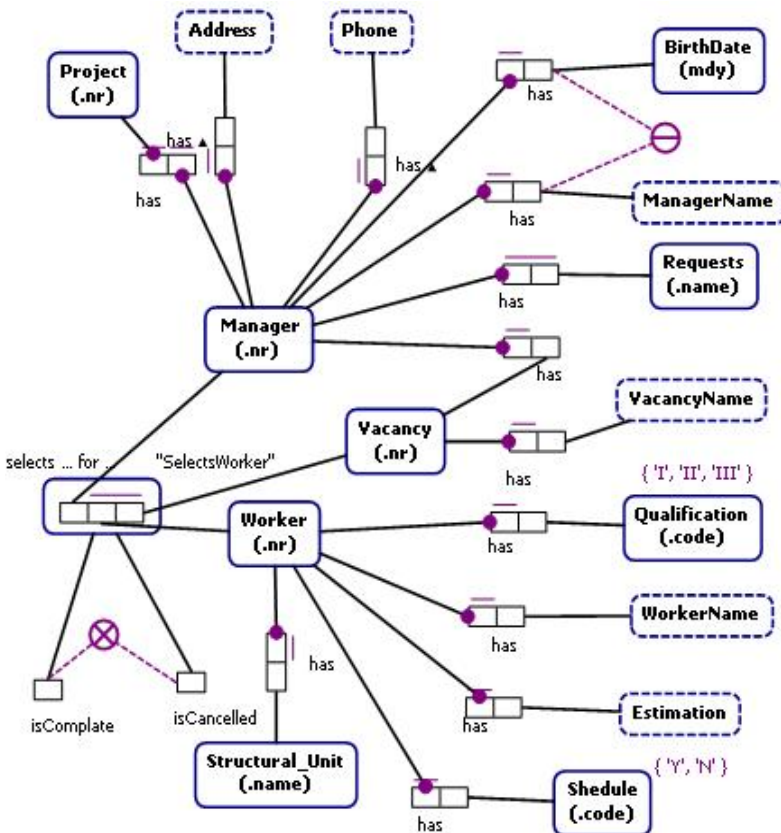 Address
Phone
BirthDate
(mdy)
Project
(.nr)
has
has ▲
has
has ▲
has
ManagerName
has
Requests
(.name)
has
Manager
(.nr)
has
VacancyName
Vacancy
(.nr)
selects ... for ...
"SelectsWorker"
has
{ 'I', 'II', 'III' }
Worker
(.nr)
Qualification
(.code)
has
WorkerName
has
has
isComplate
isCancelled
has
Estimation
{ 'Y', 'N' }
Structural_Unit
(.name)
Shedule
(.code)
has